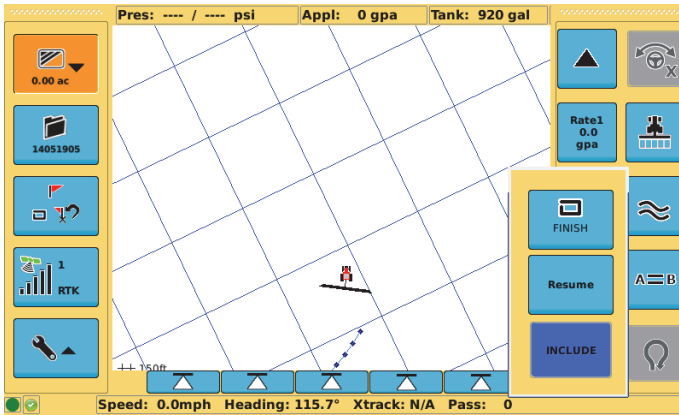 Pres: ---- / ---- psi
Appl: 0 gpa
Tank: 920 gal
0.00 ac
14051905
1
RTK
Rate1
0.0
gpa
X
FINISH
Resume
INCLUDE
A=B
150ft
Speed: 0.0mph Heading: 115.7° Xtrack: N/A Pass: 0